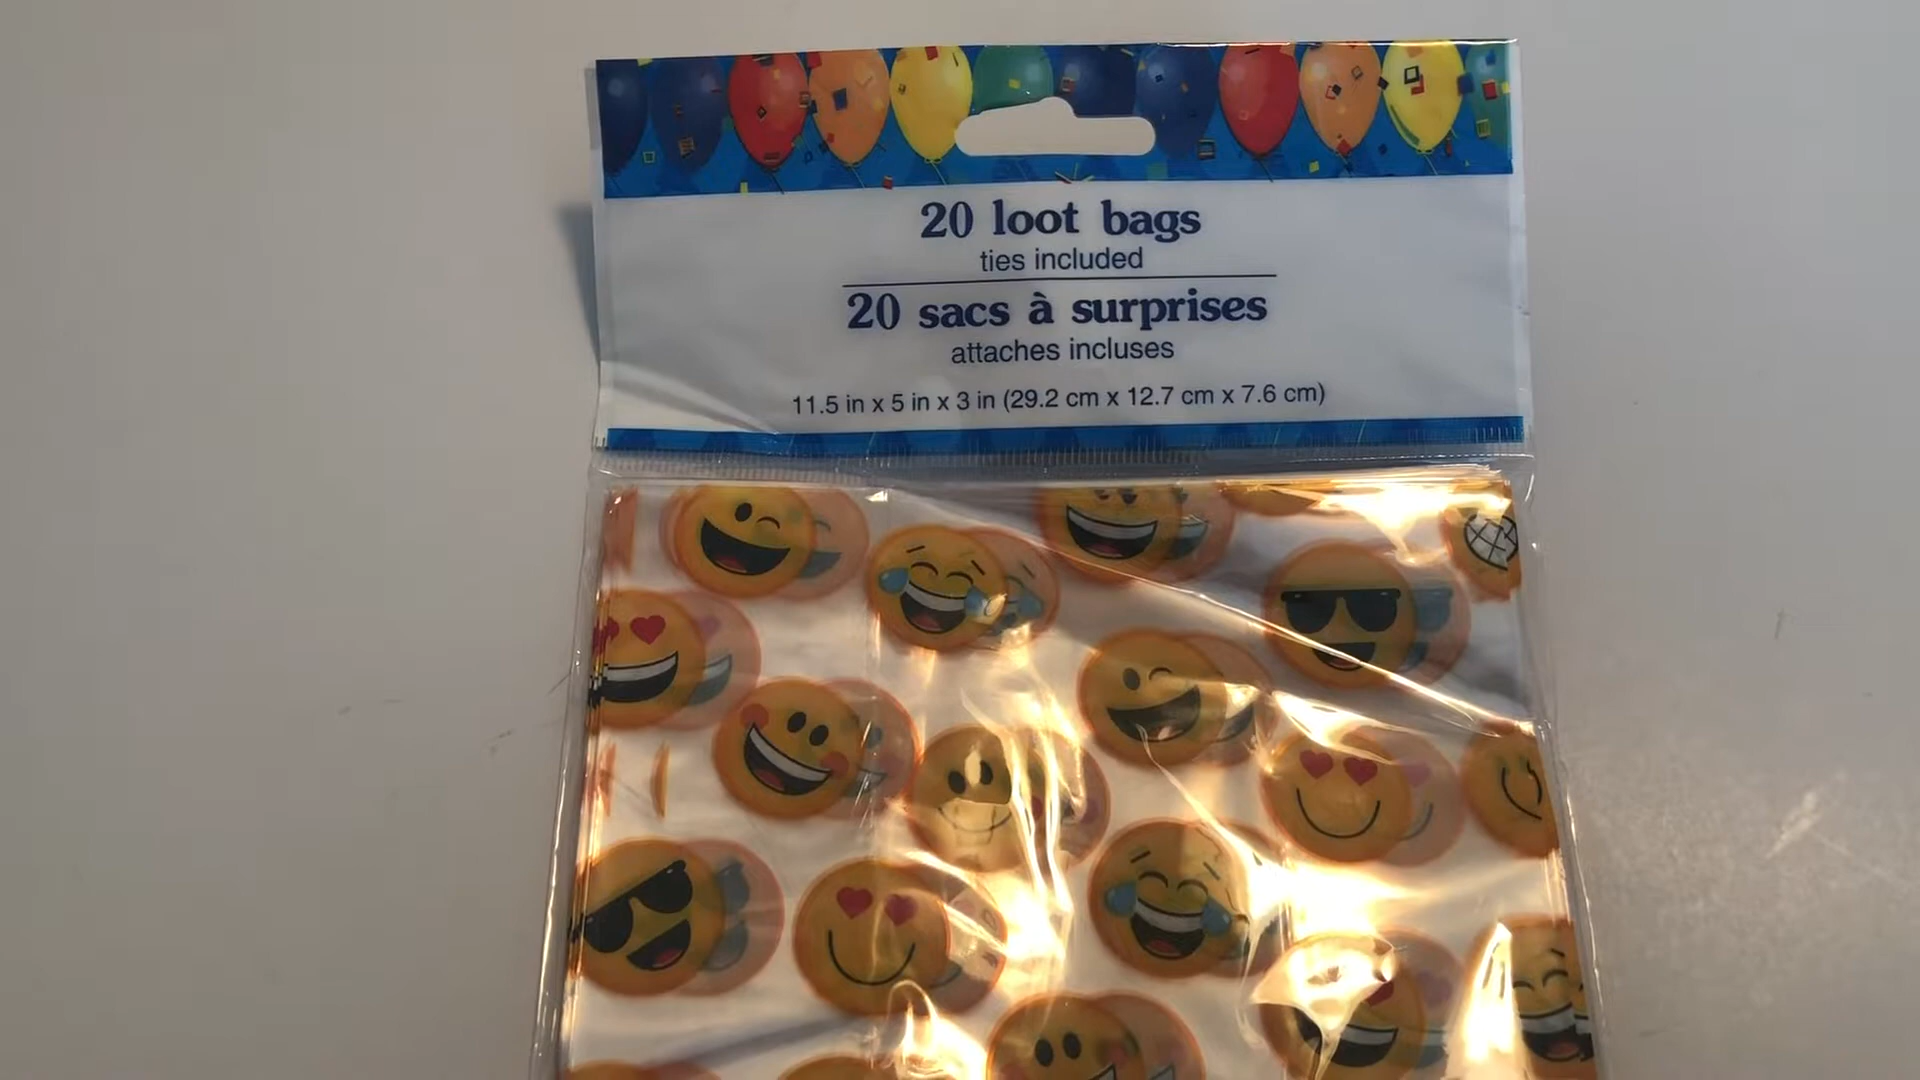 20 loot bags
ties included
20 sacs à surprises
attaches incluses
11.5 in x 5 in x 3 in (29.2 cm x 12.7 cm x 7.6 cm)